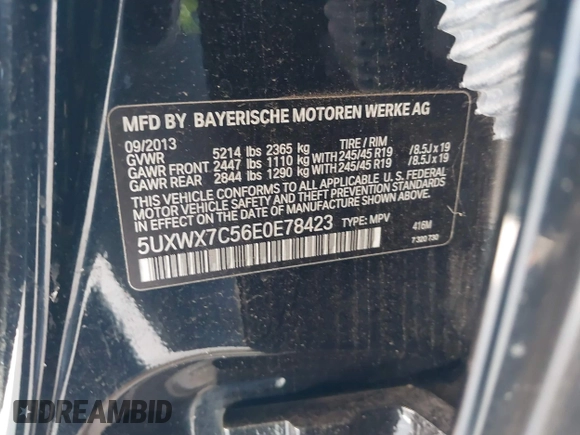 MFD BY BAYERISCHE MOTOREN WERKE AG
09/2013 TIRE / RIM
GVWR 5214 lbs 2365 kg
GAWR FRONT 2447 lbs 1110 kg WITH 245/45 R19 /8.5J x 19
GAWR REAR 2844 lbs 1290 kg WITH 245/45 R19 /8.5J x 19
THIS VEHICLE CONFORMS TO ALL APPLICABLE U. S. FEDERAL
MOTOR VEHICLE SAFETY AND THEFT PREVENTION STANDARDS
IN EFFECT ON THE DATE OF MANUFACTURE SHOWN ABOVE.
5UXWX7C56E0E78423 TYPE: MPV 416M
7 320 730
DREAMBID